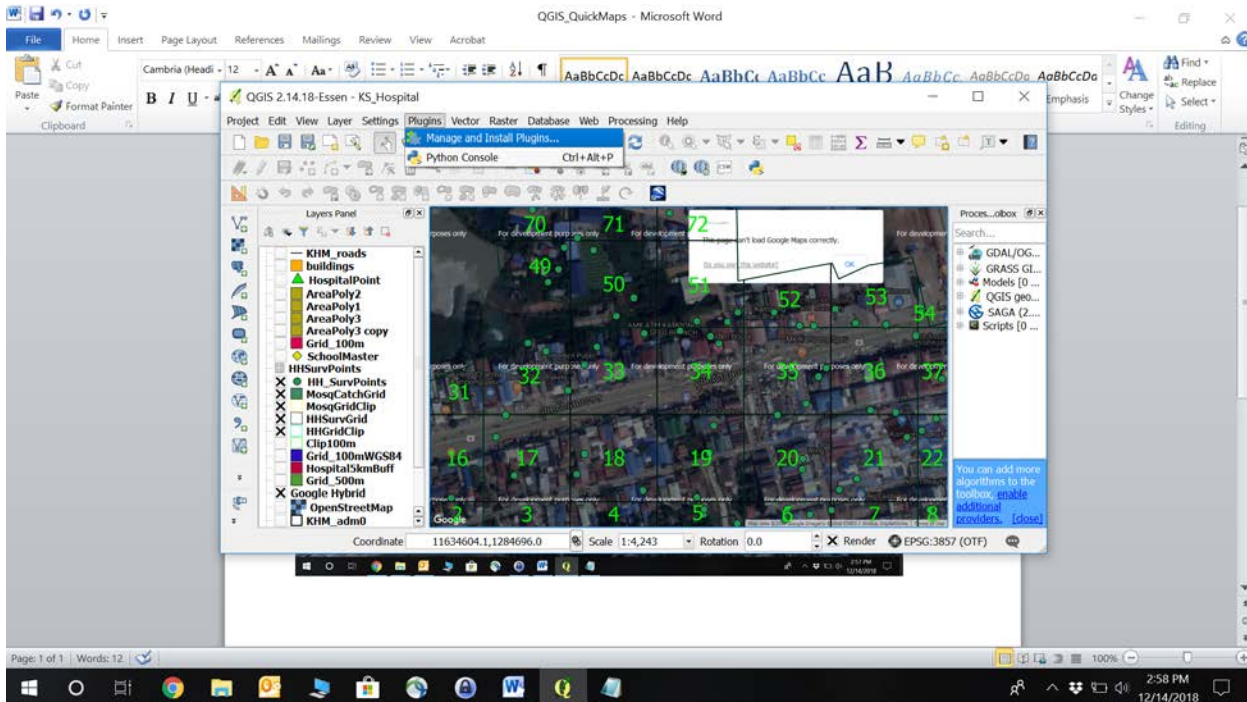 QGIS_QuickMaps - Microsoft Word
File Home Insert Page Layout References Mailings Review View Acrobat
Cut
Copy
Paste
Format Painter
Clipboard
Cambria (Headi 12
B I U
AaBbCcDc AaBbCcDc AaBbCc AaBbCc AaB AaBbCc. AaBbCcDa AaBbCcDa
Emphasis
Change Styles
Find
Replace
Select
Editing
QGIS 2.14.18-Essen - KS_Hospital
Project Edit View Layer Settings Plugins Vector Raster Database Web Processing Help
Manage and Install Plugins...
Python Console Ctrl+Alt+P
Layers Panel
KHM_roads
buildings
HospitalPoint
AreaPoly2
AreaPoly1
AreaPoly3
AreaPoly3 copy
Grid_100m
SchoolMaster
HHSurvPoints
HH_SurvPoints
MosqCatchGrid
MosqGridClip
HHSurvGrid
HHGridClip
Clip100m
Grid_100mWGS84
Hospital5kmBuff
Grid_500m
Google Hybrid
OpenStreetMap
KHM_adm0
70 71 72
This page can't load Google Maps correctly.
Do you own this website? OK
49 50 51 52 53 54
For development purposes only
31 32 33 34 35 36 37
16 17 18 19 20 21 22
For development purposes only
2 3 4 5 6 7 8
Google
Proces...olbox
Search...
GDAL/OG...
GRASS GI...
Models [0 ...
QGIS geo...
SAGA (2....
Scripts [0 ...
You can add more
algorithms to the
toolbox, enable
additional
providers. [close]
Coordinate 11634604.1,1284696.0 Scale 1:4,243 Rotation 0.0 Render EPSG:3857 (OTF)
2:57 PM
12/14/2018
Page: 1 of 1 Words: 12 100%
2:58 PM
12/14/2018